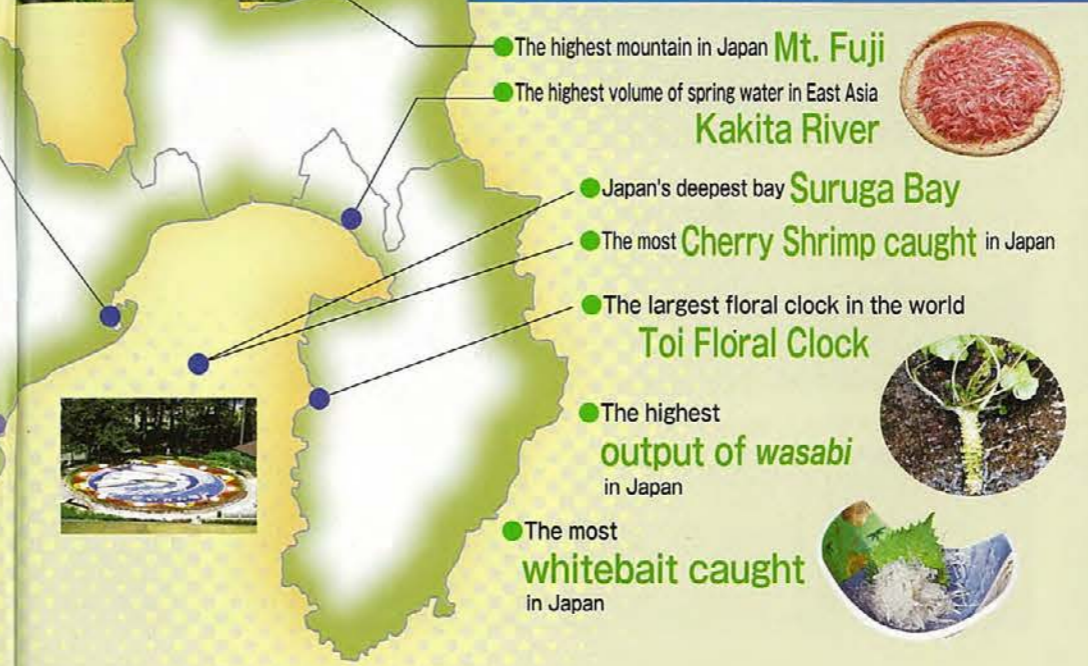 The highest mountain in Japan Mt. Fuji
The highest volume of spring water in East Asia
Kakita River
Japan's deepest bay Suruga Bay
The most Cherry Shrimp caught in Japan
The largest floral clock in the world
Toi Floral Clock
The highest
output of wasabi
in Japan
The most
whitebait caught
in Japan